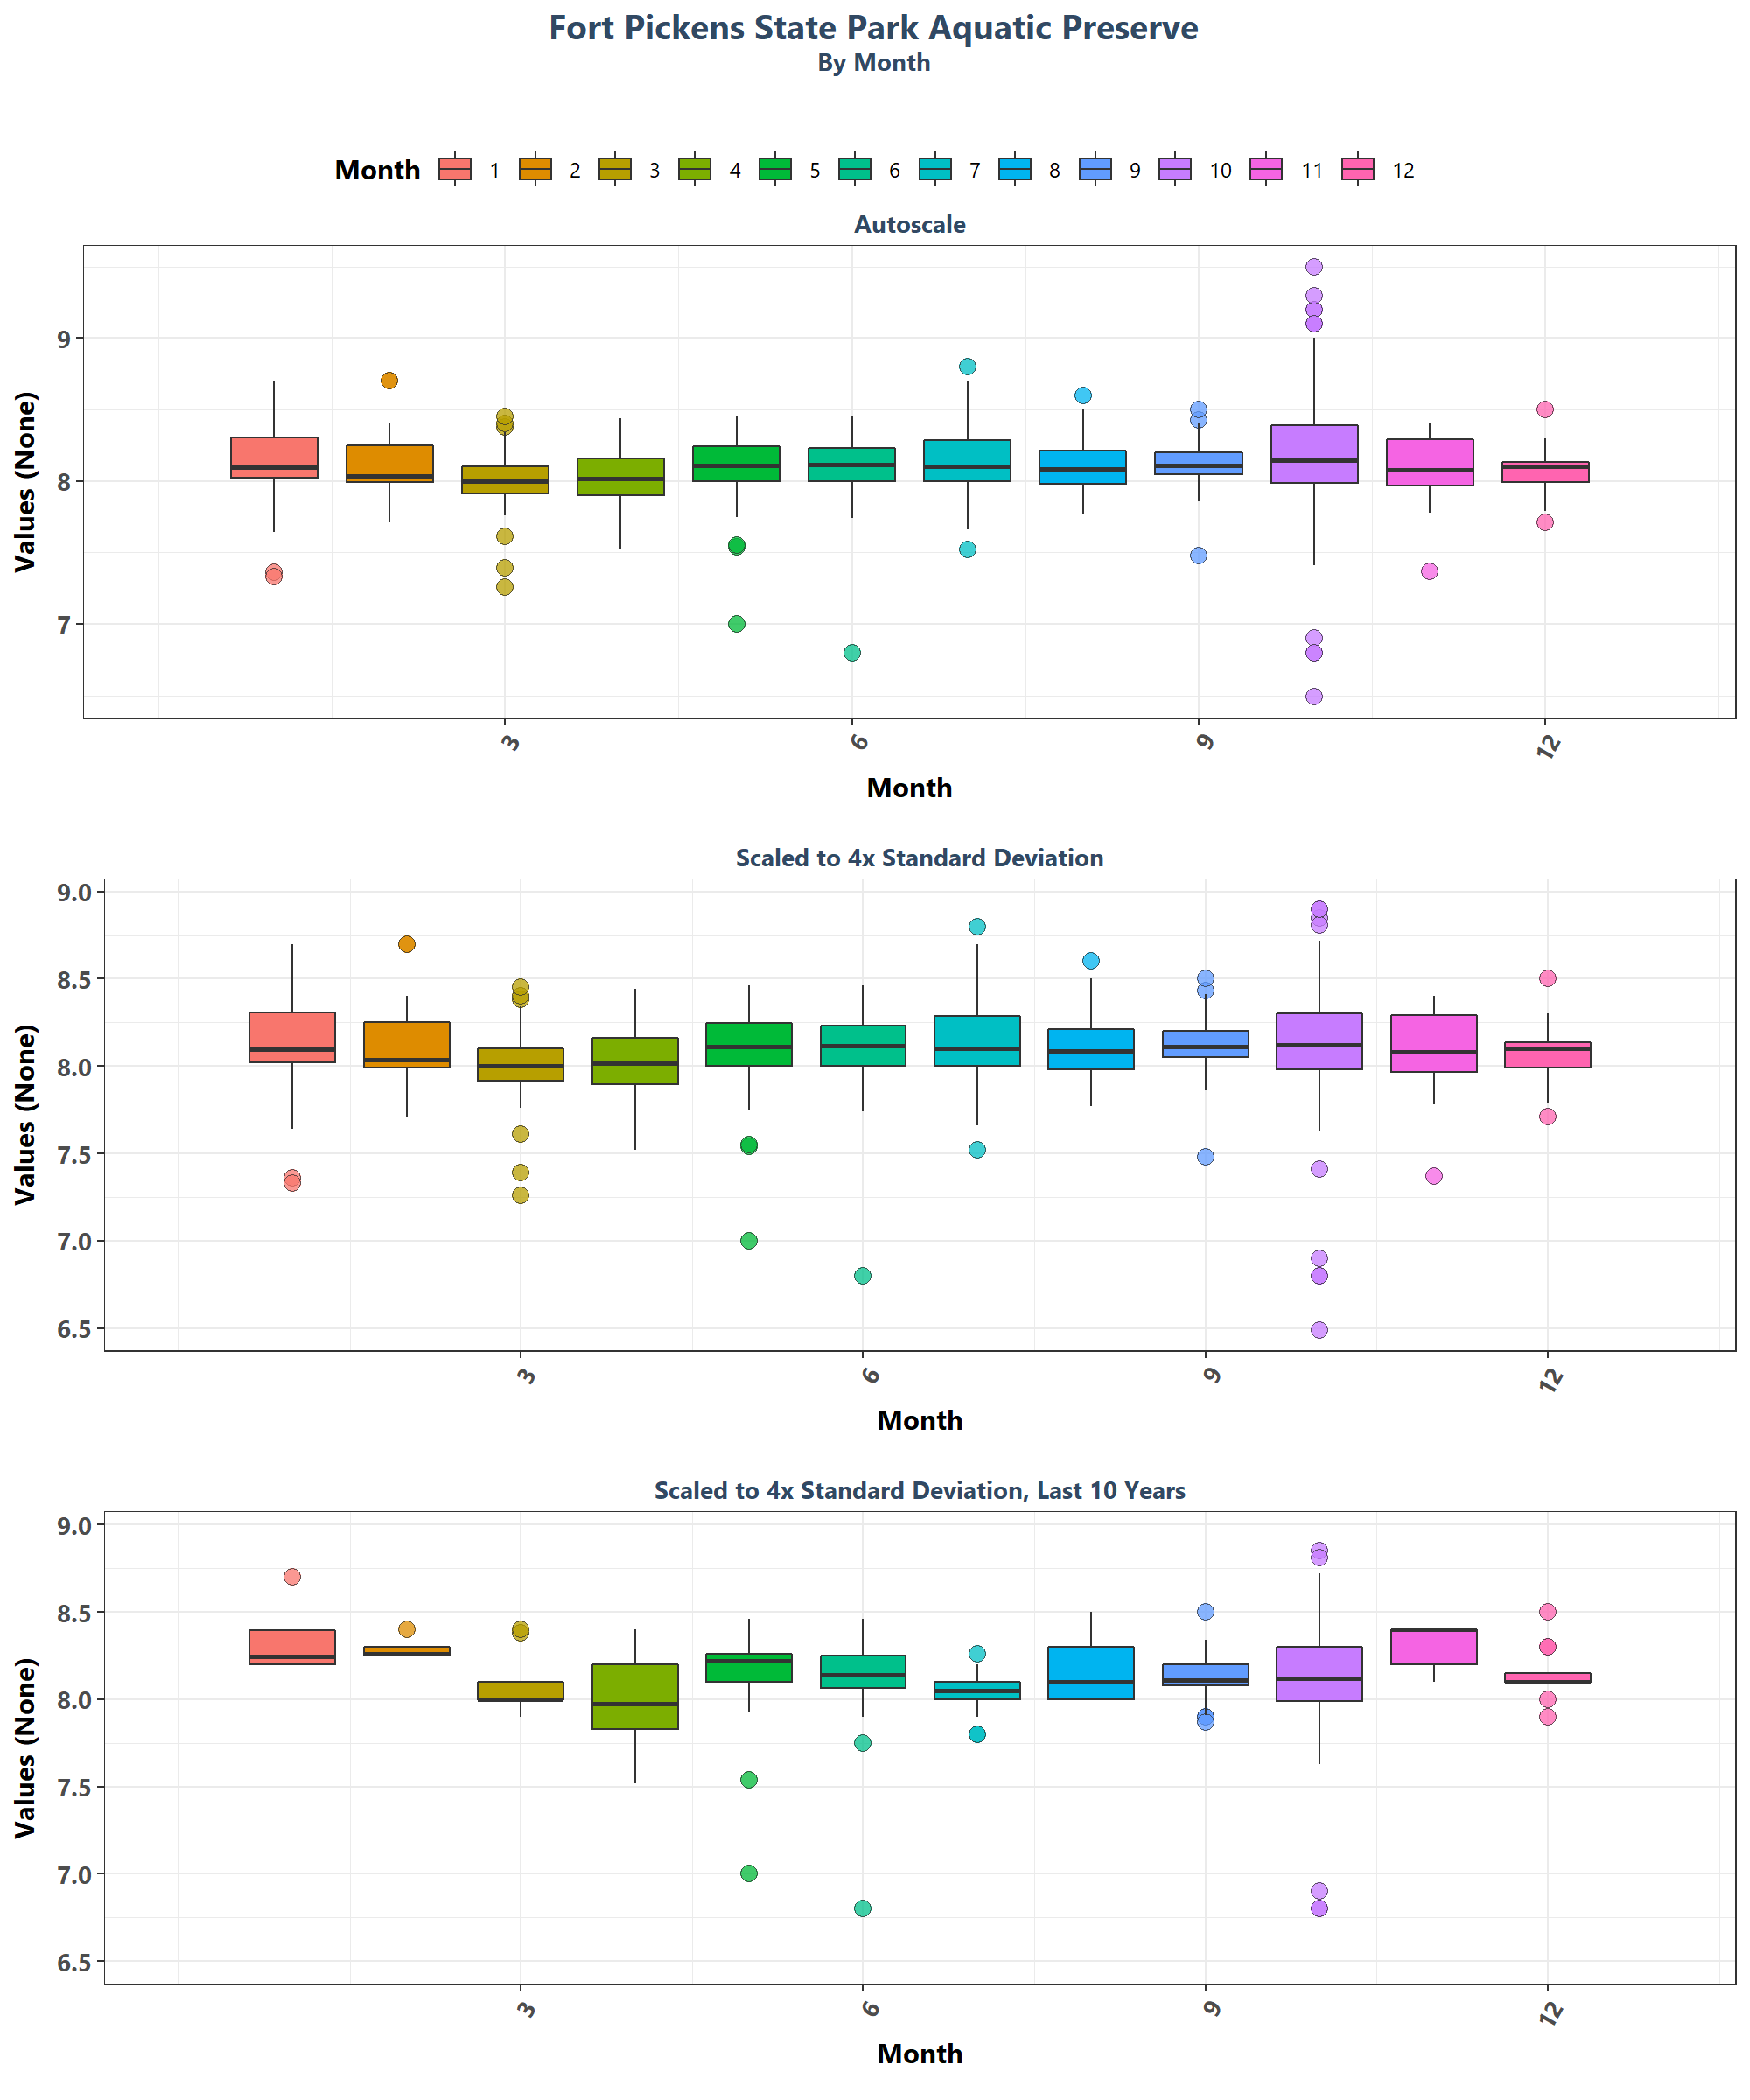 Fort Pickens State Park Aquatic Preserve
By Month
Month 1 2 3 4 5 6 7 8 9 10 11 12
Autoscale
Values (None)
9
8
7
3 6 9 12
Month
Scaled to 4x Standard Deviation
Values (None)
9.0
8.5
8.0
7.5
7.0
6.5
3 6 9 12
Month
Scaled to 4x Standard Deviation, Last 10 Years
Values (None)
9.0
8.5
8.0
7.5
7.0
6.5
3 6 9 12
Month